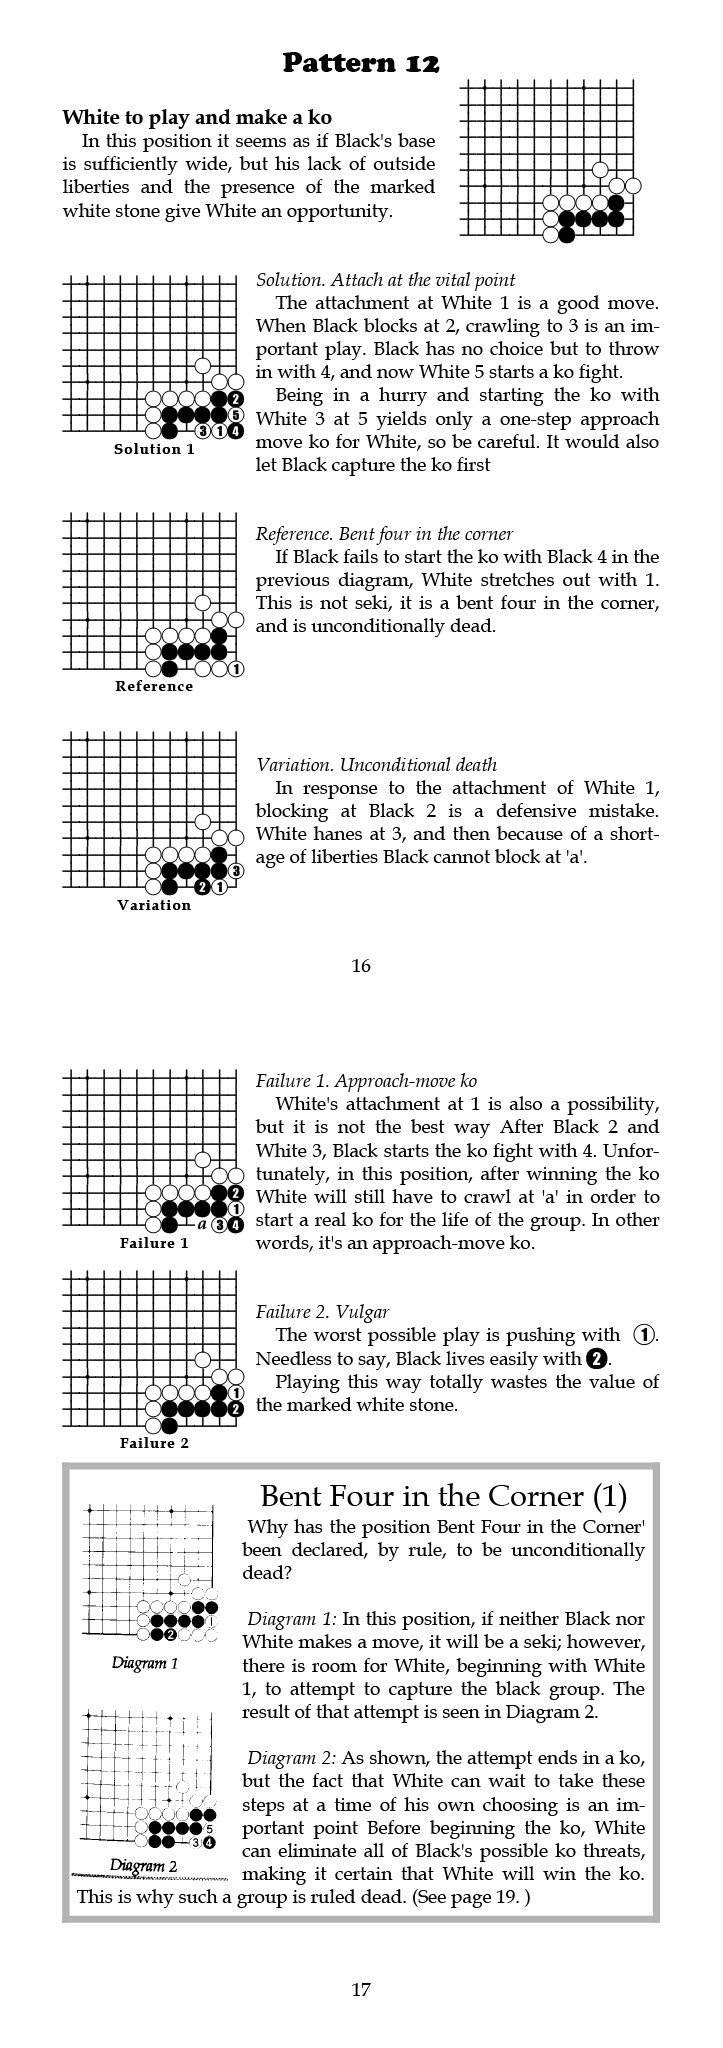 Pattern 12
White to play and make a ko
In this position it seems as if Black's base
is sufficiently wide, but his lack of outside
liberties and the presence of the marked
white stone give White an opportunity.
Solution. Attach at the vital point
The attachment at White 1 is a good move.
When Black blocks at 2, crawling to 3 is an im-
portant play. Black has no choice but to throw
in with 4, and now White 5 starts a ko fight.
Being in a hurry and starting the ko with
White 3 at 5 yields only a one-step approach
move ko for White, so be careful. It would also
let Black capture the ko first
2
5
3 1 4
Solution 1
Reference. Bent four in the corner
If Black fails to start the ko with Black 4 in the
previous diagram, White stretches out with 1.
This is not seki, it is a bent four in the corner,
and is unconditionally dead.
1
Reference
Variation. Unconditional death
In response to the attachment of White 1,
blocking at Black 2 is a defensive mistake.
White hanes at 3, and then because of a short-
age of liberties Black cannot block at 'a'.
3
2 1
Variation
16
Failure 1. Approach-move ko
White's attachment at 1 is also a possibility,
but it is not the best way After Black 2 and
White 3, Black starts the ko fight with 4. Unfor-
tunately, in this position, after winning the ko
White will still have to crawl at 'a' in order to
start a real ko for the life of the group. In other
words, it's an approach-move ko.
2
1
a 3 4
Failure 1
Failure 2. Vulgar
The worst possible play is pushing with 1.
Needless to say, Black lives easily with 2.
Playing this way totally wastes the value of
the marked white stone.
1
2
Failure 2
Bent Four in the Corner (1)
Why has the position Bent Four in the Corner'
been declared, by rule, to be unconditionally
dead?
Diagram 1: In this position, if neither Black nor
White makes a move, it will be a seki; however,
there is room for White, beginning with White
1, to attempt to capture the black group. The
result of that attempt is seen in Diagram 2.
1
2
Diagram 1
Diagram 2: As shown, the attempt ends in a ko,
but the fact that White can wait to take these
steps at a time of his own choosing is an im-
portant point Before beginning the ko, White
can eliminate all of Black's possible ko threats,
making it certain that White will win the ko.
This is why such a group is ruled dead. (See page 19. )
5
3 4
Diagram 2
17